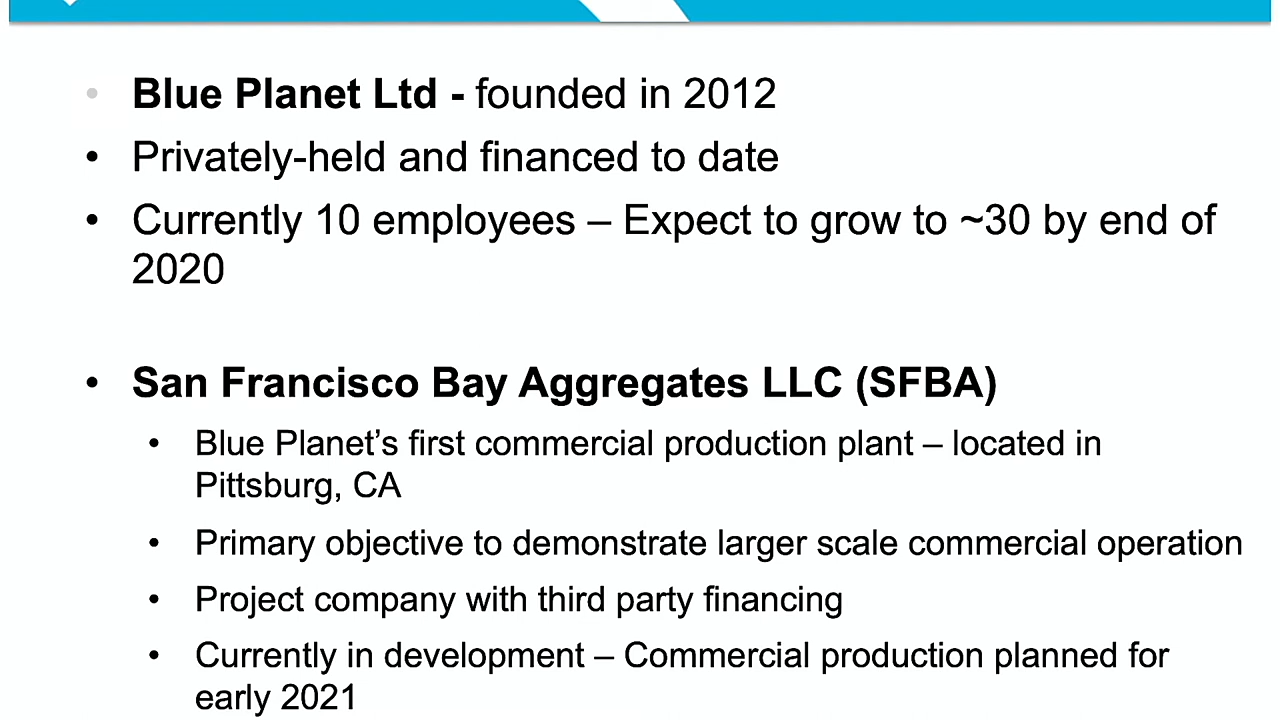 • Blue Planet Ltd - founded in 2012
• Privately-held and financed to date
• Currently 10 employees – Expect to grow to ~30 by end of
2020
• San Francisco Bay Aggregates LLC (SFBA)
• Blue Planet’s first commercial production plant – located in
Pittsburg, CA
• Primary objective to demonstrate larger scale commercial operation
• Project company with third party financing
• Currently in development – Commercial production planned for
early 2021